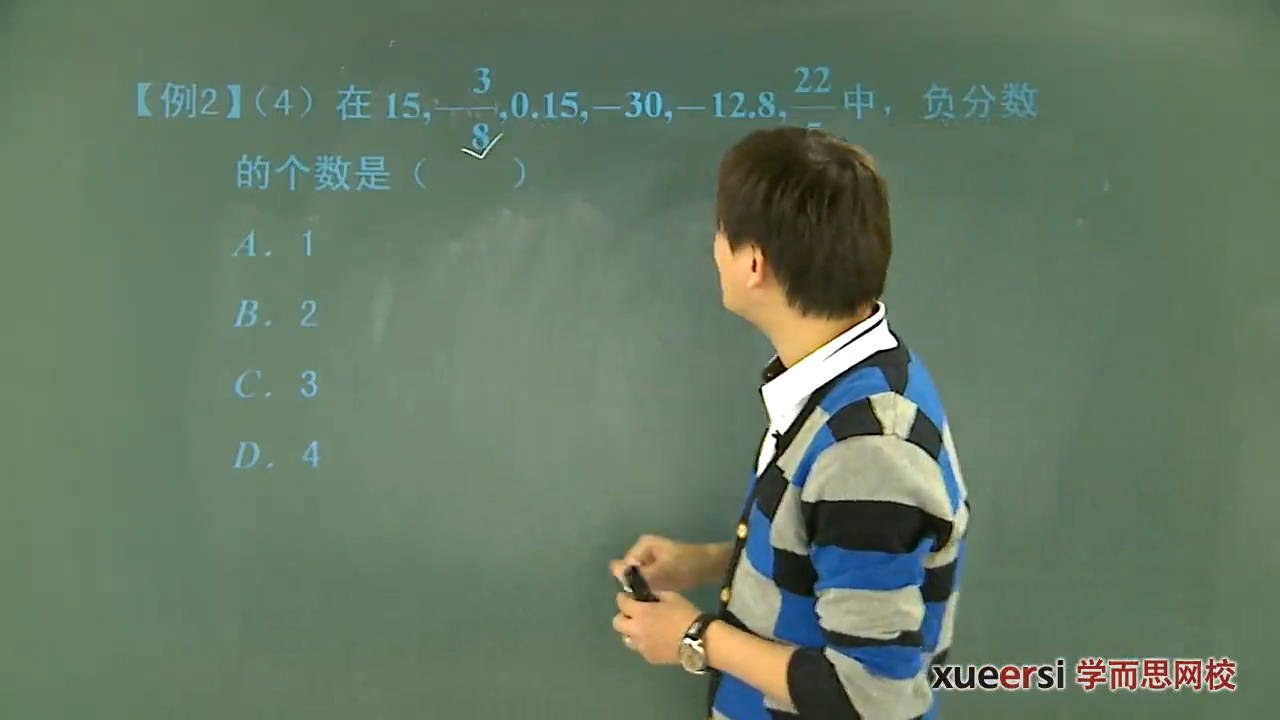 【例2】(4)在 15,-3/8,0.15,-30,-12.8,22/5 中，负分数
的个数是（ ）
A. 1
B. 2
C. 3
D. 4
xueersi 学而思网校